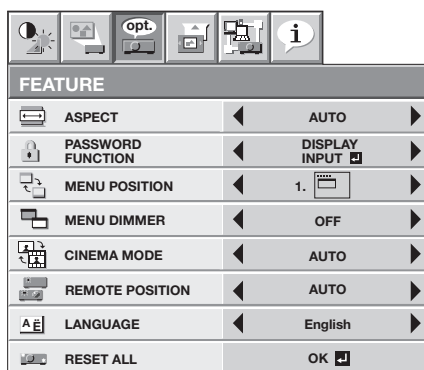 opt.
i
FEATURE
ASPECT AUTO
PASSWORD FUNCTION DISPLAY INPUT
MENU POSITION 1.
MENU DIMMER OFF
CINEMA MODE AUTO
REMOTE POSITION AUTO
A Ë LANGUAGE English
RESET ALL OK